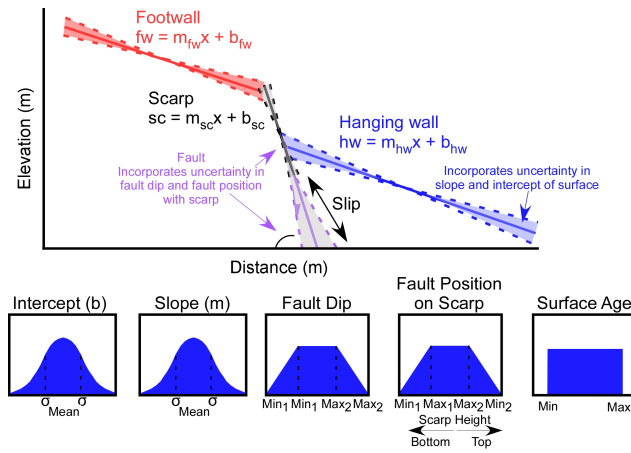 Footwall
fw = m_fw x + b_fw
Scarp
sc = m_sc x + b_sc
Hanging wall
hw = m_hw x + b_hw
Fault
Incorporates uncertainty in
fault dip and fault position
with scarp
Incorporates uncertainty in
slope and intercept of surface
Slip
Elevation (m)
Distance (m)
Intercept (b)
σ σ
Mean
Slope (m)
σ σ
Mean
Fault Dip
Min1 Min1 Max2 Max2
Fault Position
on Scarp
Min1 Max1 Max2 Min2
Scarp Height
Bottom Top
Surface Age
Min Max